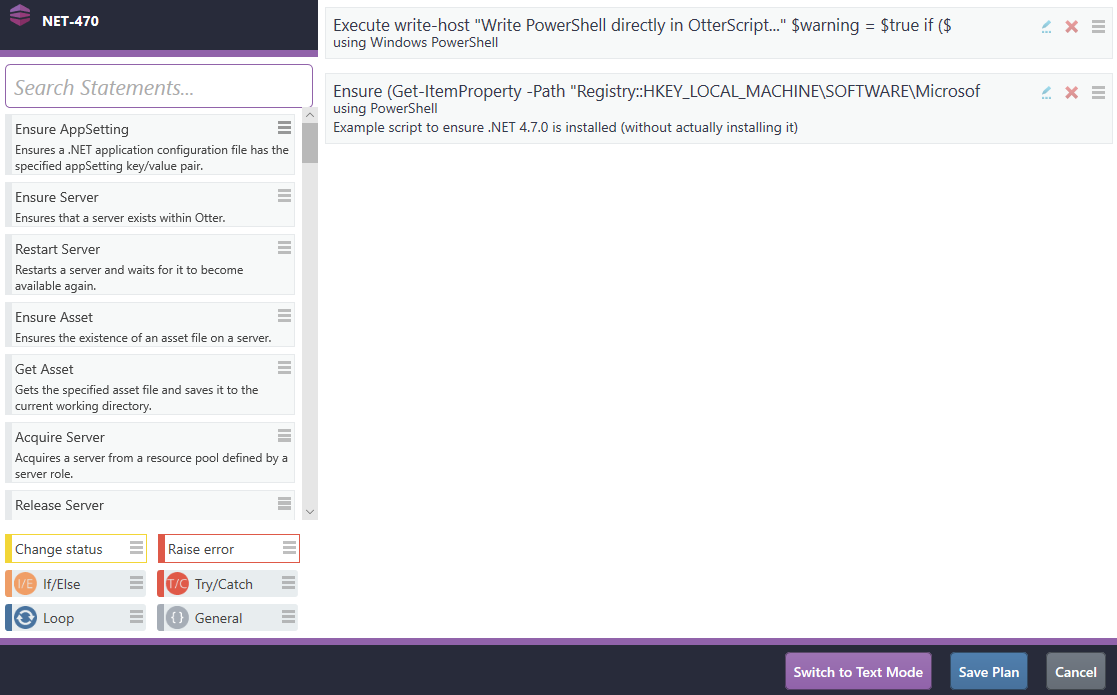 NET-470
Search Statements...
Ensure AppSetting
Ensures a .NET application configuration file has the
specified appSetting key/value pair.
Ensure Server
Ensures that a server exists within Otter.
Restart Server
Restarts a server and waits for it to become
available again.
Ensure Asset
Ensures the existence of an asset file on a server.
Get Asset
Gets the specified asset file and saves it to the
current working directory.
Acquire Server
Acquires a server from a resource pool defined by a
server role.
Release Server
Change status
Raise error
I/E If/Else
T/C Try/Catch
Loop
{} General
Execute write-host "Write PowerShell directly in OtterScript..." $warning = $true if ($
using Windows PowerShell
Ensure (Get-ItemProperty -Path "Registry::HKEY_LOCAL_MACHINE\SOFTWARE\Microsof
using PowerShell
Example script to ensure .NET 4.7.0 is installed (without actually installing it)
Switch to Text Mode
Save Plan
Cancel